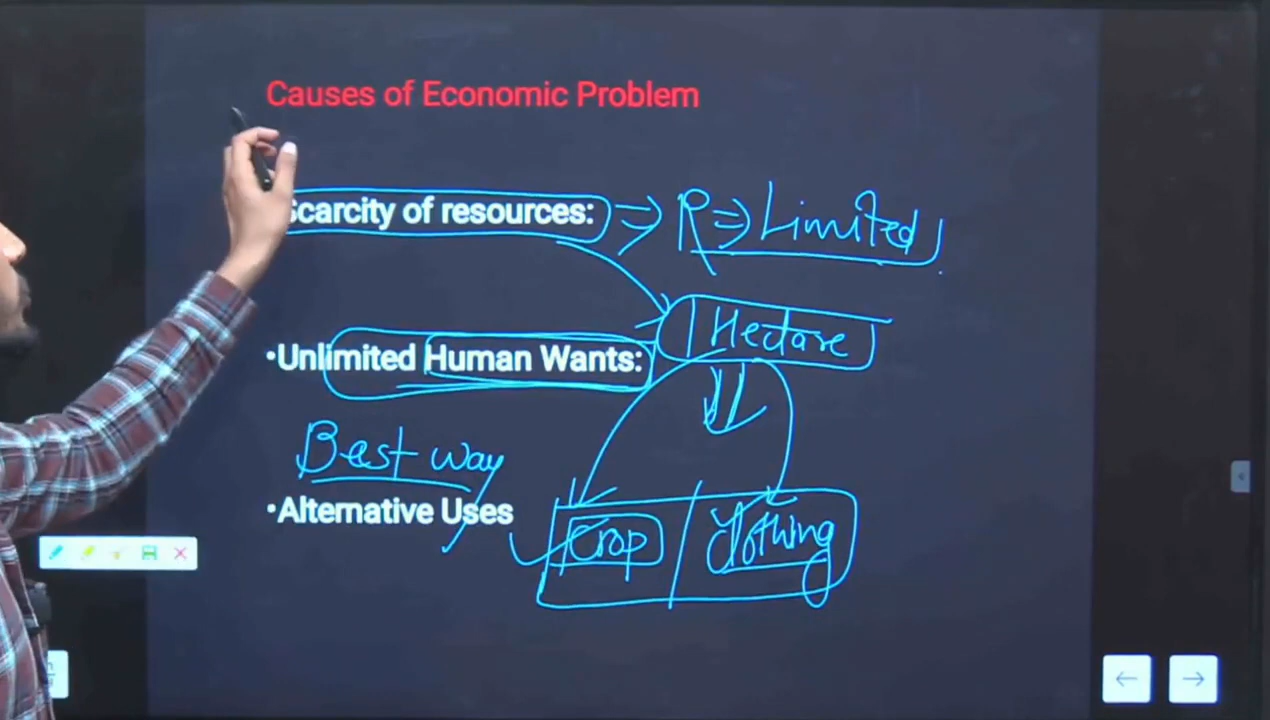 Causes of Economic Problem
Scarcity of resources: ⇒ R ⇒ Limited
1 Hectare
•Unlimited Human Wants:
Best way
•Alternative Uses
Crop | Clothing